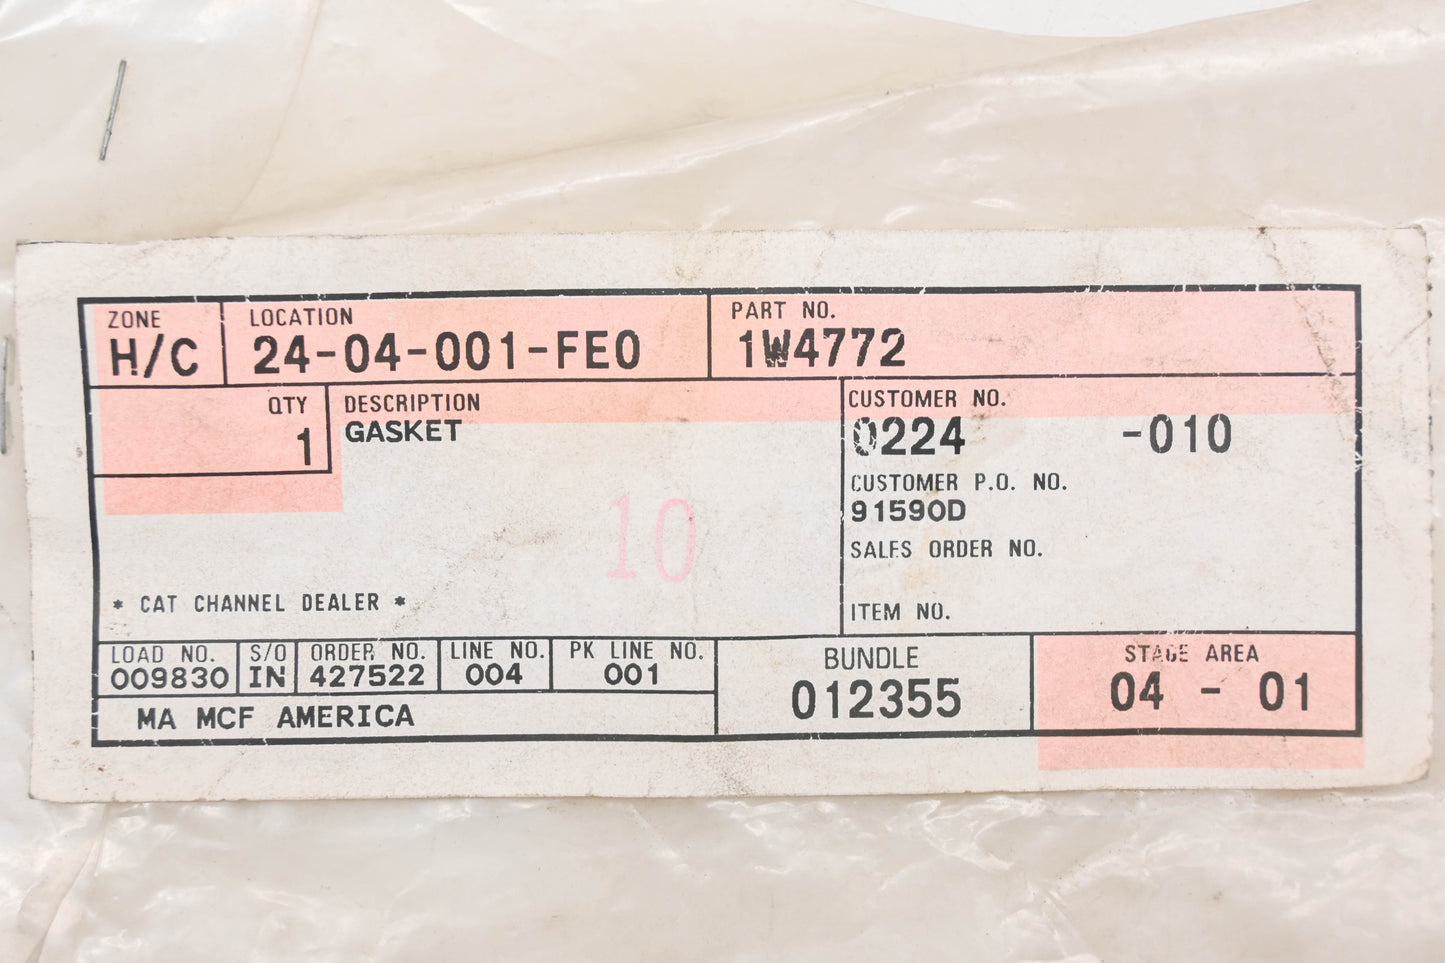 ZONE LOCATION PART NO.
H/C 24-04-001-FE0 1W4772
QTY DESCRIPTION CUSTOMER NO.
1 GASKET 0224 -010
CUSTOMER P.O. NO.
91590D
10
SALES ORDER NO.
* CAT CHANNEL DEALER *
ITEM NO.
LOAD NO. S/O ORDER NO. LINE NO. PK LINE NO. BUNDLE STAGE AREA
009830 IN 427522 004 001 012355 04 - 01
MA MCF AMERICA